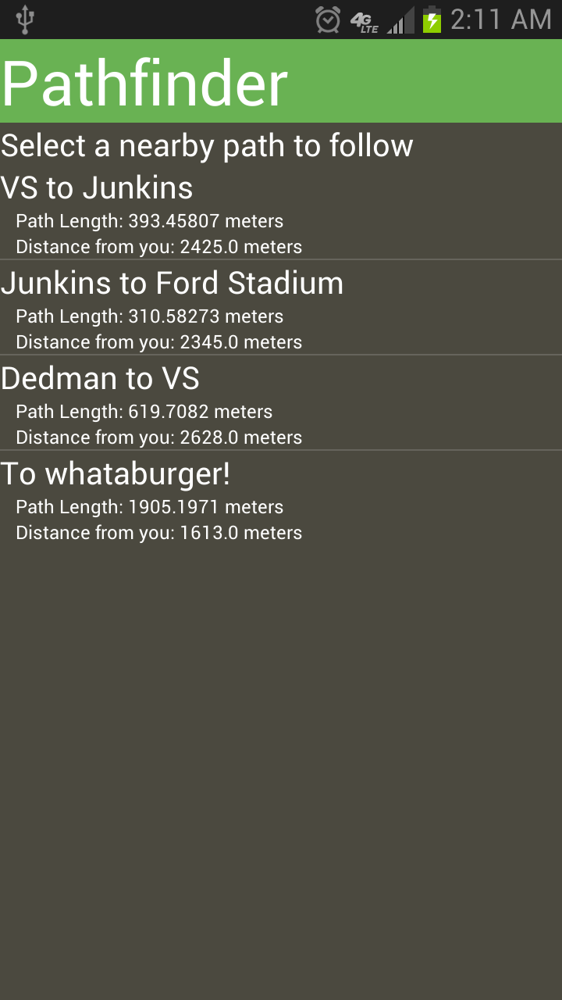 4G LTE 2:11 AM
Pathfinder
Select a nearby path to follow
VS to Junkins
Path Length: 393.45807 meters
Distance from you: 2425.0 meters
Junkins to Ford Stadium
Path Length: 310.58273 meters
Distance from you: 2345.0 meters
Dedman to VS
Path Length: 619.7082 meters
Distance from you: 2628.0 meters
To whataburger!
Path Length: 1905.1971 meters
Distance from you: 1613.0 meters